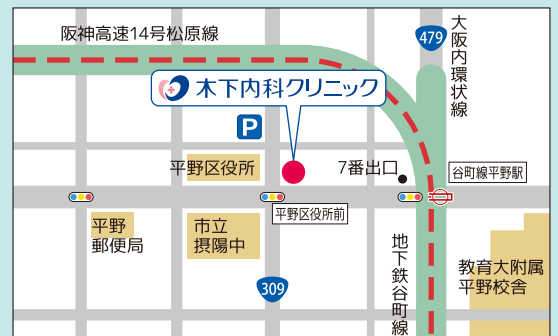 阪神高速14号松原線
479
大阪内環状線
木下内科クリニック
P
平野区役所
7番出口
谷町線平野駅
平野区役所前
平野
郵便局
市立
摂陽中
309
地下鉄谷町線
教育大附属
平野校舎